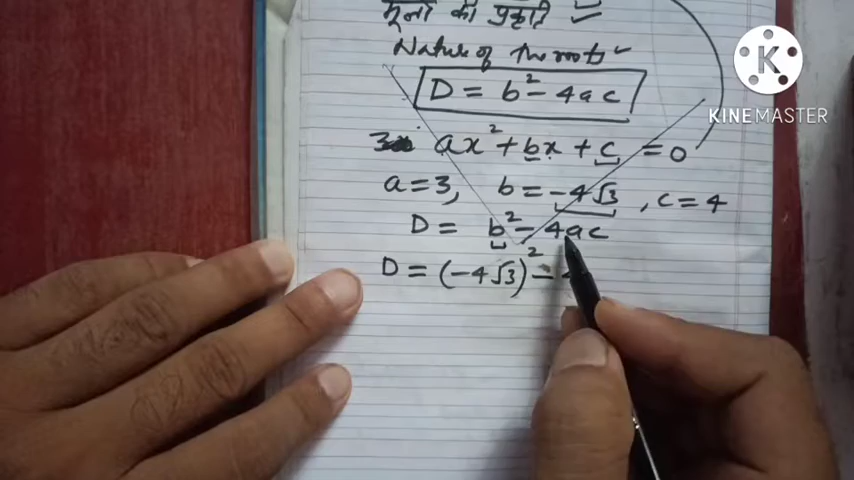 मूलों की प्रकृति
Nature of the roots
D = b² - 4ac
ax² + bx + c = 0
a = 3, b = -4√3, c = 4
D = b² - 4ac
D = (-4√3)² - 4
K
KINEMASTER